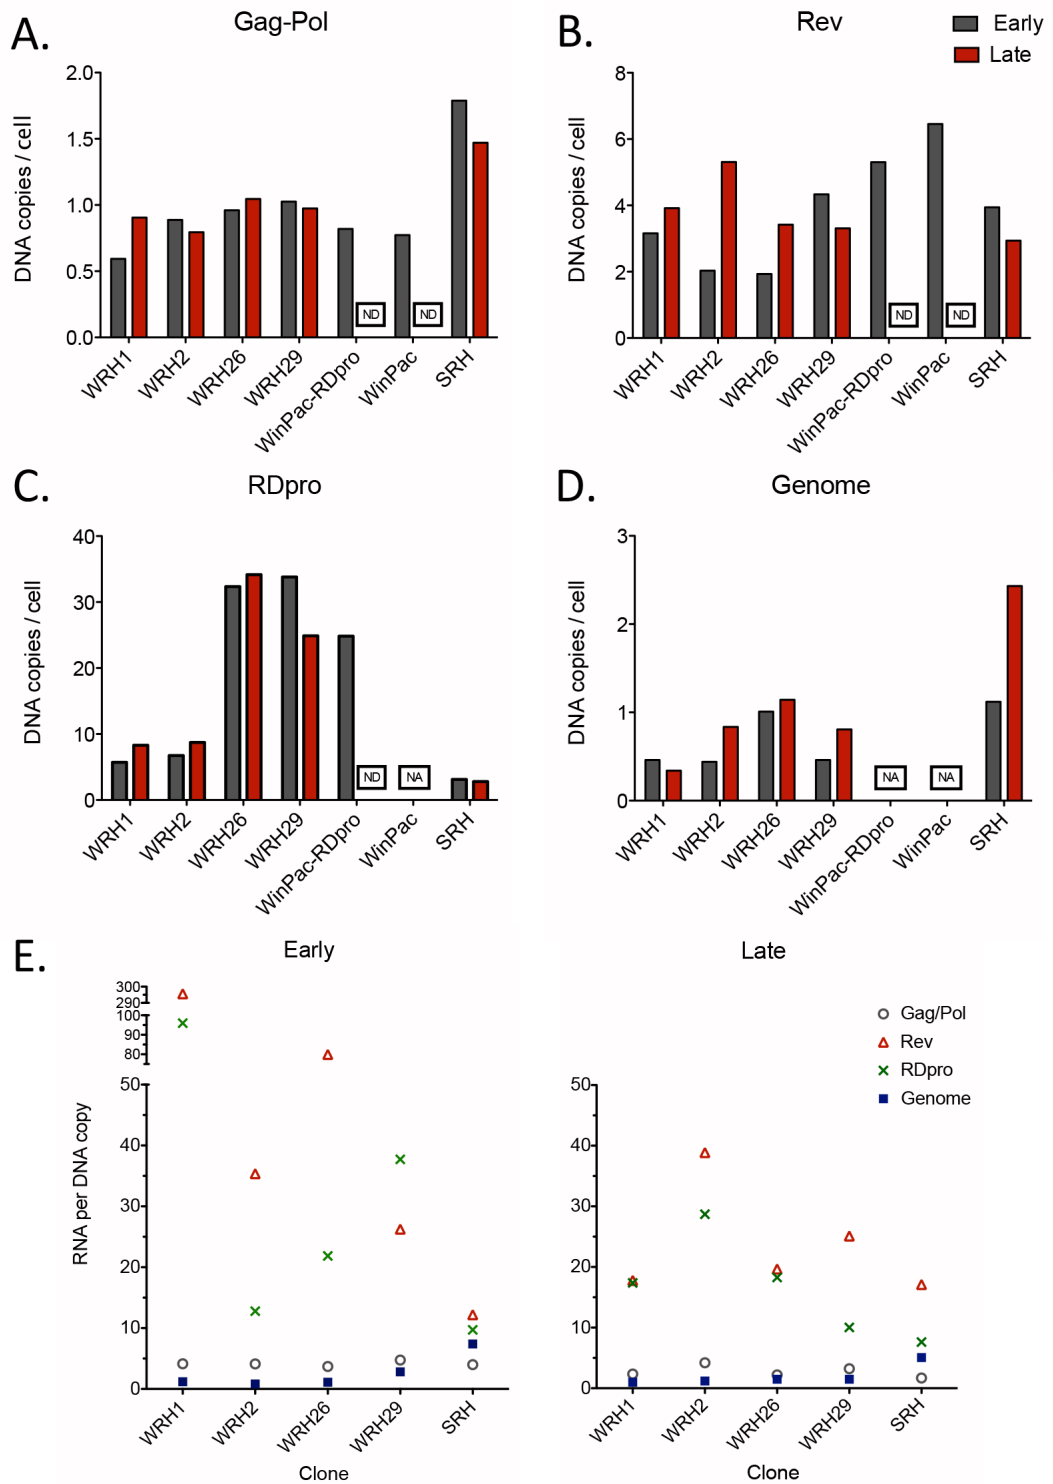 A.
Gag-Pol
DNA copies / cell
2.0
1.5
1.0
0.5
0.0
ND
ND
WRH1
WRH2
WRH26
WRH29
WinPac-RDpro
WinPac
SRH
B.
Rev
Early
Late
DNA copies / cell
8
6
4
2
0
ND
ND
WRH1
WRH2
WRH26
WRH29
WinPac-RDpro
WinPac
SRH
C.
RDpro
DNA copies / cell
40
30
20
10
0
ND
NA
WRH1
WRH2
WRH26
WRH29
WinPac-RDpro
WinPac
SRH
D.
Genome
DNA copies / cell
3
2
1
0
NA
NA
WRH1
WRH2
WRH26
WRH29
WinPac-RDpro
WinPac
SRH
E.
Early
RNA per DNA copy
300
290
100
90
80
50
40
30
20
10
0
WRH1
WRH2
WRH26
WRH29
SRH
Clone
Late
Gag/Pol
Rev
RDpro
Genome
50
40
30
20
10
0
WRH1
WRH2
WRH26
WRH29
SRH
Clone